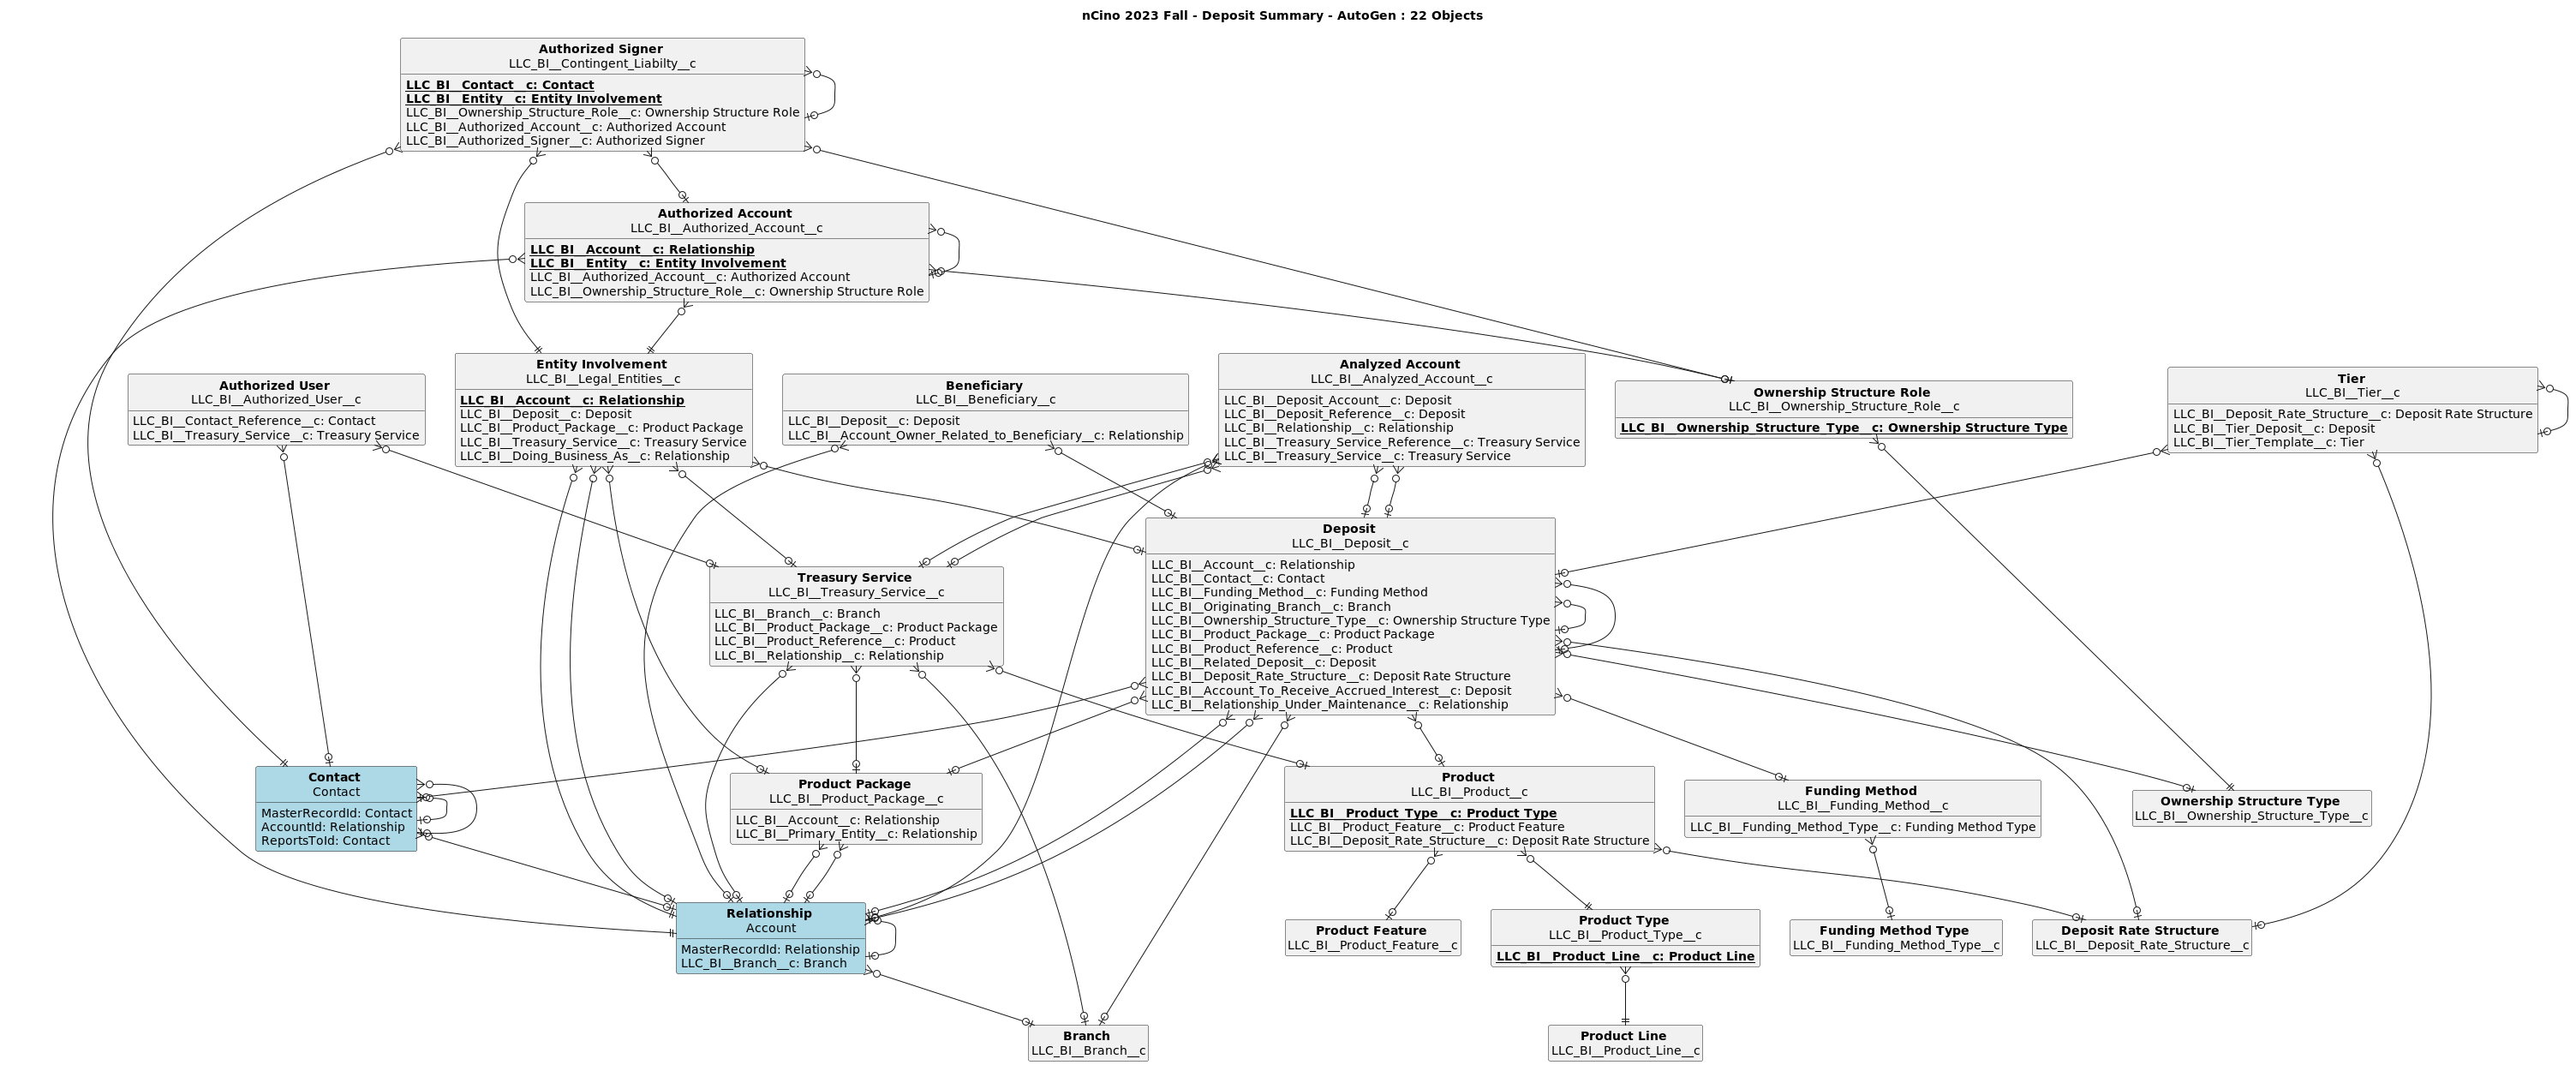 nCino 2023 Fall - Deposit Summary - AutoGen : 22 Objects
Authorized Signer
LLC_BI__Contingent_Liabilty__c
LLC_BI__Contact__c: Contact
LLC_BI__Entity__c: Entity Involvement
LLC_BI__Ownership_Structure_Role__c: Ownership Structure Role
LLC_BI__Authorized_Account__c: Authorized Account
LLC_BI__Authorized_Signer__c: Authorized Signer
Authorized Account
LLC_BI__Authorized_Account__c
LLC_BI__Account__c: Relationship
LLC_BI__Entity__c: Entity Involvement
LLC_BI__Authorized_Account__c: Authorized Account
LLC_BI__Ownership_Structure_Role__c: Ownership Structure Role
Authorized User
LLC_BI__Authorized_User__c
LLC_BI__Contact_Reference__c: Contact
LLC_BI__Treasury_Service__c: Treasury Service
Entity Involvement
LLC_BI__Legal_Entities__c
LLC_BI__Account__c: Relationship
LLC_BI__Deposit__c: Deposit
LLC_BI__Product_Package__c: Product Package
LLC_BI__Treasury_Service__c: Treasury Service
LLC_BI__Doing_Business_As__c: Relationship
Beneficiary
LLC_BI__Beneficiary__c
LLC_BI__Deposit__c: Deposit
LLC_BI__Account_Owner_Related_to_Beneficiary__c: Relationship
Analyzed Account
LLC_BI__Analyzed_Account__c
LLC_BI__Deposit_Account__c: Deposit
LLC_BI__Deposit_Reference__c: Deposit
LLC_BI__Relationship__c: Relationship
LLC_BI__Treasury_Service_Reference__c: Treasury Service
LLC_BI__Treasury_Service__c: Treasury Service
Ownership Structure Role
LLC_BI__Ownership_Structure_Role__c
LLC_BI__Ownership_Structure_Type__c: Ownership Structure Type
Tier
LLC_BI__Tier__c
LLC_BI__Deposit_Rate_Structure__c: Deposit Rate Structure
LLC_BI__Tier_Deposit__c: Deposit
LLC_BI__Tier_Template__c: Tier
Treasury Service
LLC_BI__Treasury_Service__c
LLC_BI__Branch__c: Branch
LLC_BI__Product_Package__c: Product Package
LLC_BI__Product_Reference__c: Product
LLC_BI__Relationship__c: Relationship
Deposit
LLC_BI__Deposit__c
LLC_BI__Account__c: Relationship
LLC_BI__Contact__c: Contact
LLC_BI__Funding_Method__c: Funding Method
LLC_BI__Originating_Branch__c: Branch
LLC_BI__Ownership_Structure_Type__c: Ownership Structure Type
LLC_BI__Product_Package__c: Product Package
LLC_BI__Product_Reference__c: Product
LLC_BI__Related_Deposit__c: Deposit
LLC_BI__Deposit_Rate_Structure__c: Deposit Rate Structure
LLC_BI__Account_To_Receive_Accrued_Interest__c: Deposit
LLC_BI__Relationship_Under_Maintenance__c: Relationship
Contact
Contact
MasterRecordId: Contact
AccountId: Relationship
ReportsToId: Contact
Product Package
LLC_BI__Product_Package__c
LLC_BI__Account__c: Relationship
LLC_BI__Primary_Entity__c: Relationship
Product
LLC_BI__Product__c
LLC_BI__Product_Type__c: Product Type
LLC_BI__Product_Feature__c: Product Feature
LLC_BI__Deposit_Rate_Structure__c: Deposit Rate Structure
Funding Method
LLC_BI__Funding_Method__c
LLC_BI__Funding_Method_Type__c: Funding Method Type
Ownership Structure Type
LLC_BI__Ownership_Structure_Type__c
Relationship
Account
MasterRecordId: Relationship
LLC_BI__Branch__c: Branch
Product Feature
LLC_BI__Product_Feature__c
Product Type
LLC_BI__Product_Type__c
LLC_BI__Product_Line__c: Product Line
Funding Method Type
LLC_BI__Funding_Method_Type__c
Deposit Rate Structure
LLC_BI__Deposit_Rate_Structure__c
Branch
LLC_BI__Branch__c
Product Line
LLC_BI__Product_Line__c